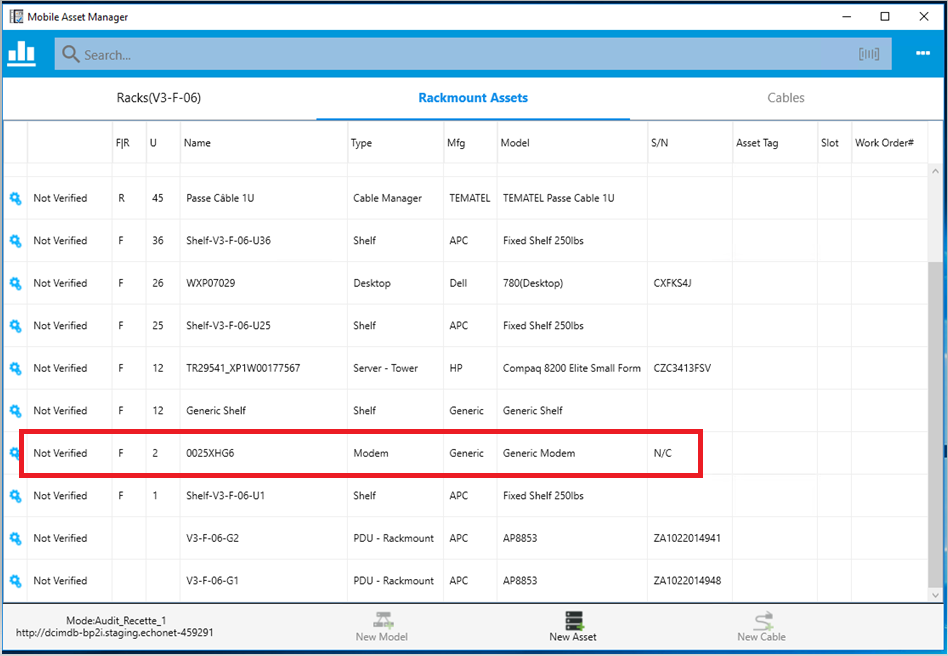 Mobile Asset Manager
Search...
Racks(V3-F-06) Rackmount Assets Cables
F|R U Name Type Mfg Model S/N Asset Tag Slot Work Order#
Not Verified R 45 Passe Câble 1U Cable Manager TEMATEL TEMATEL Passe Cable 1U
Not Verified F 36 Shelf-V3-F-06-U36 Shelf APC Fixed Shelf 250lbs
Not Verified F 26 WXP07029 Desktop Dell 780(Desktop) CXFKS4J
Not Verified F 25 Shelf-V3-F-06-U25 Shelf APC Fixed Shelf 250lbs
Not Verified F 12 TR29541_XP1W00177567 Server - Tower HP Compaq 8200 Elite Small Form CZC3413FSV
Not Verified F 12 Generic Shelf Shelf Generic Generic Shelf
Not Verified F 2 0025XHG6 Modem Generic Generic Modem N/C
Not Verified F 1 Shelf-V3-F-06-U1 Shelf APC Fixed Shelf 250lbs
Not Verified V3-F-06-G2 PDU - Rackmount APC AP8853 ZA1022014941
Not Verified V3-F-06-G1 PDU - Rackmount APC AP8853 ZA1022014948
Mode:Audit_Recette_1
http://dcimdb-bp2i.staging.echonet-459291
New Model New Asset New Cable